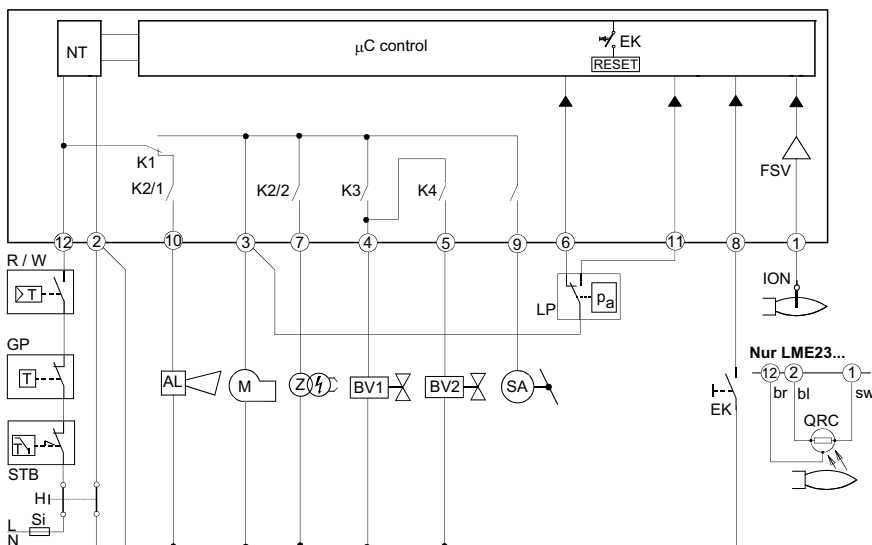 NT
µC control
EK
RESET
FSV
K1
K2/1
K2/2
K3
K4
12
2
10
3
7
4
5
9
6
11
8
1
R / W
T
GP
T
STB
T
H
L
Si
N
AL
M
Z
BV1
BV2
SA
LP
pa
EK
ION
Nur LME23...
12
2
1
br
bl
sw
QRC